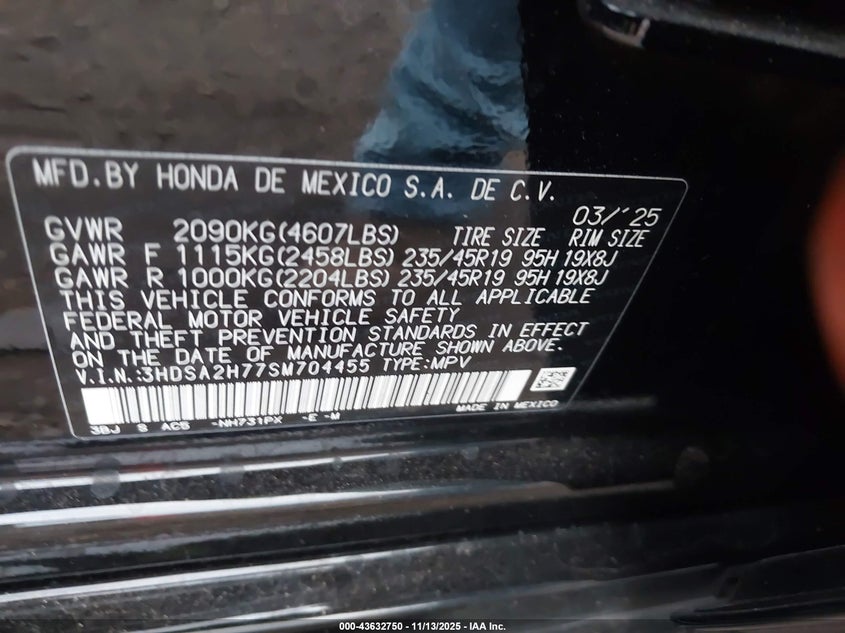 MFD.BY HONDA DE MEXICO S.A. DE C.V.
03/'25
GVWR 2090KG(4607LBS) TIRE SIZE RIM SIZE
GAWR F 1115KG(2458LBS) 235/45R19 95H 19X8J
GAWR R 1000KG(2204LBS) 235/45R19 95H 19X8J
THIS VEHICLE CONFORMS TO ALL APPLICABLE
FEDERAL MOTOR VEHICLE SAFETY
AND THEFT PREVENTION STANDARDS IN EFFECT
ON THE DATE OF MANUFACTURE SHOWN ABOVE.
V.I.N.:3HDSA2H77SM704455 TYPE:MPV
MADE IN MEXICO
3BJ S AC5 -NH731PX -E -M
000-43632750 - 11/13/2025 - IAA Inc.